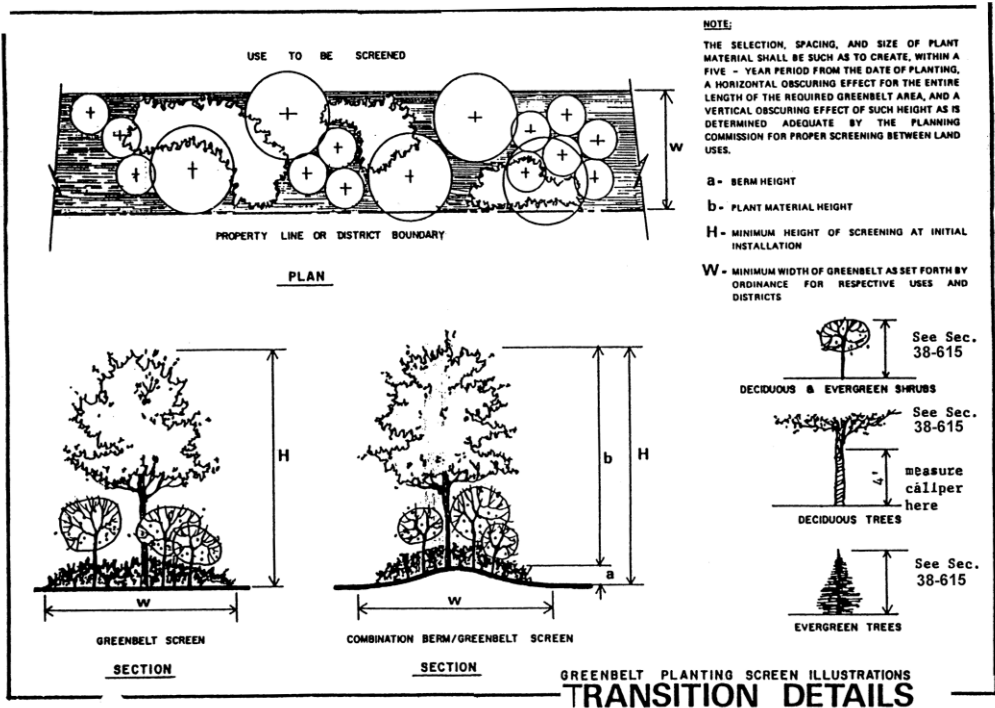 USE TO BE SCREENED
W
PROPERTY LINE OR DISTRICT BOUNDARY
PLAN
NOTE:
THE SELECTION, SPACING, AND SIZE OF PLANT
MATERIAL SHALL BE SUCH AS TO CREATE, WITHIN A
FIVE - YEAR PERIOD FROM THE DATE OF PLANTING,
A HORIZONTAL OBSCURING EFFECT FOR THE ENTIRE
LENGTH OF THE REQUIRED GREENBELT AREA, AND A
VERTICAL OBSCURING EFFECT OF SUCH HEIGHT AS IS
DETERMINED ADEQUATE BY THE PLANNING
COMMISSION FOR PROPER SCREENING BETWEEN LAND
USES.
a - BERM HEIGHT
b - PLANT MATERIAL HEIGHT
H - MINIMUM HEIGHT OF SCREENING AT INITIAL
INSTALLATION
W - MINIMUM WIDTH OF GREENBELT AS SET FORTH BY
ORDINANCE FOR RESPECTIVE USES AND
DISTRICTS
See Sec.
38-615
DECIDUOUS & EVERGREEN SHRUBS
See Sec.
38-615
4'
measure
caliper
here
DECIDUOUS TREES
See Sec.
38-615
EVERGREEN TREES
H
W
GREENBELT SCREEN
SECTION
b
H
a
W
COMBINATION BERM/GREENBELT SCREEN
SECTION
GREENBELT PLANTING SCREEN ILLUSTRATIONS
TRANSITION DETAILS